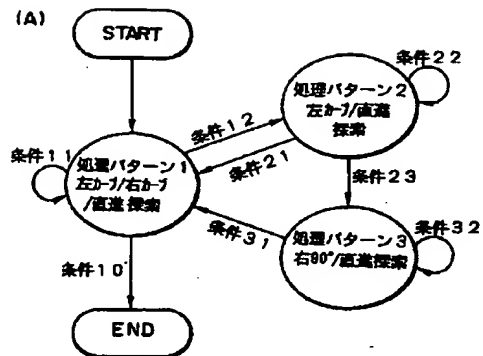 (A)
START
条件22
処理パターン2
左カーブ/直進
探索
条件12
条件21
条件11
処理パターン1
左カーブ/右カーブ
/直進探索
条件23
条件31
処理パターン3
右90°/直進探索
条件32
条件10
END